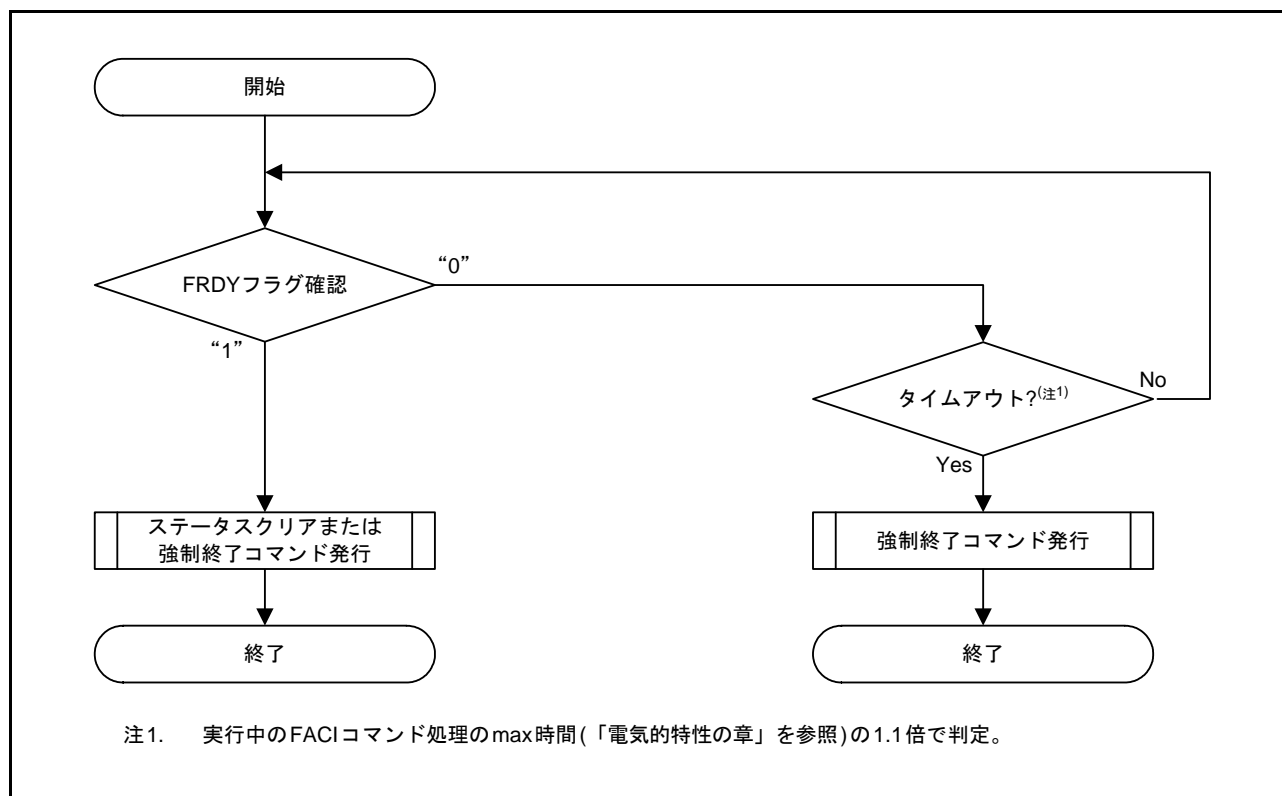 開始
FRDYフラグ確認
“0”
“1”
タイムアウト?(注1)
No
Yes
ステータスクリアまたは
強制終了コマンド発行
強制終了コマンド発行
終了
終了
注1. 実行中のFACIコマンド処理のmax時間(「電気的特性の章」を参照)の1.1倍で判定。